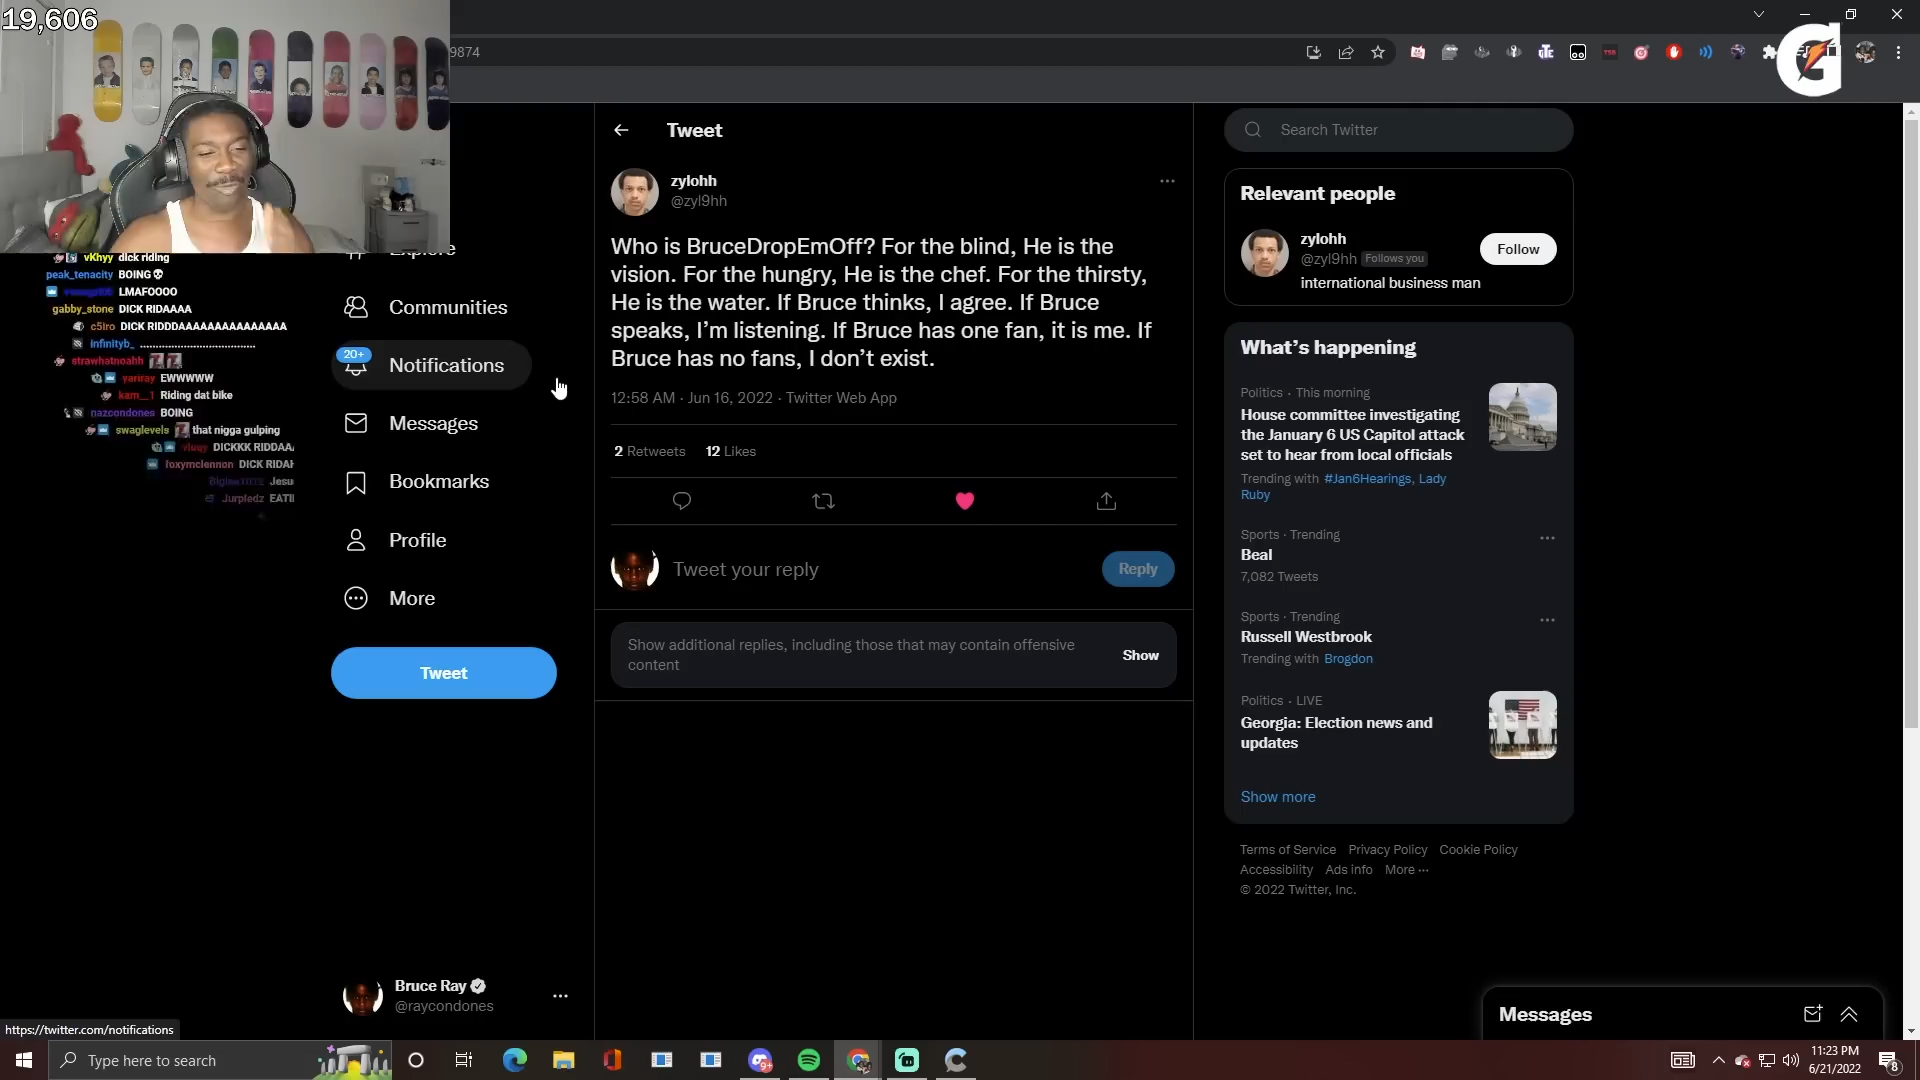 19,606
9874
vKhyy dick riding
peak_tenacity BOING
LMAFOOOO
gabby_stone DICK RIDAAAA
c5lro DICK RIDDDAAAAAAAAAAAAAAA
infinityb_ ....................................
strawhatnoahh
yariray EWWWWW
kam__1 Riding dat bike
nazcondones BOING
swaglevels that nigga gulping
vluqy DICKKK RIDDAA
foxymclennon DICK RIDA
Jesu
Jurpledz EATI
Explore
Communities
20+
Notifications
Messages
Bookmarks
Profile
More
Tweet
Bruce Ray
@raycondones
https://twitter.com/notifications
Tweet
zylohh
@zyl9hh
Who is BruceDropEmOff? For the blind, He is the
vision. For the hungry, He is the chef. For the thirsty,
He is the water. If Bruce thinks, I agree. If Bruce
speaks, I’m listening. If Bruce has one fan, it is me. If
Bruce has no fans, I don’t exist.
12:58 AM · Jun 16, 2022 · Twitter Web App
2 Retweets 12 Likes
Tweet your reply
Reply
Show additional replies, including those that may contain offensive
content
Show
Search Twitter
Relevant people
zylohh
@zyl9hh Follows you
Follow
international business man
What’s happening
Politics · This morning
House committee investigating
the January 6 US Capitol attack
set to hear from local officials
Trending with #Jan6Hearings, Lady
Ruby
Sports · Trending
Beal
7,082 Tweets
Sports · Trending
Russell Westbrook
Trending with Brogdon
Politics · LIVE
Georgia: Election news and
updates
Show more
Terms of Service Privacy Policy Cookie Policy
Accessibility Ads info More ···
© 2022 Twitter, Inc.
Messages
Type here to search
9+
11:23 PM
6/21/2022
8